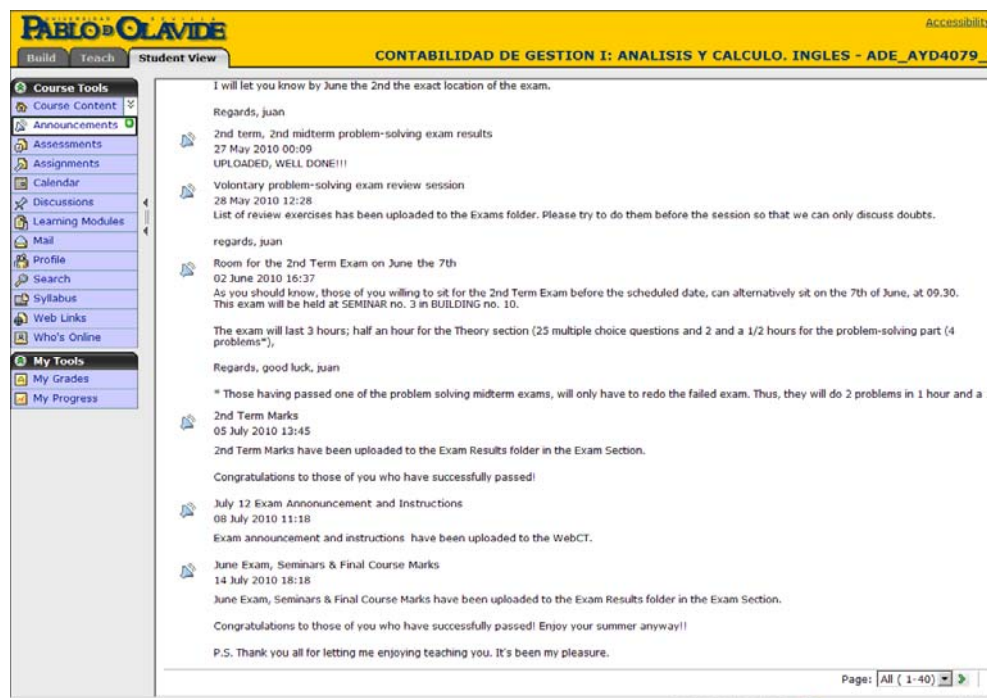 UNIVERSIDAD SEVILLA
PABLO DE OLAVIDE
Accessibility
Build Teach Student View
CONTABILIDAD DE GESTION I: ANALISIS Y CALCULO. INGLES - ADE_AYD4079_
Course Tools
Course Content
Announcements
Assessments
Assignments
Calendar
Discussions
Learning Modules
Mail
Profile
Search
Syllabus
Web Links
Who's Online
My Tools
My Grades
My Progress
I will let you know by June the 2nd the exact location of the exam.
Regards, juan
2nd term, 2nd midterm problem-solving exam results
27 May 2010 00:09
UPLOADED, WELL DONE!!!
Volontary problem-solving exam review session
28 May 2010 12:28
List of review exercises has been uploaded to the Exams folder. Please try to do them before the session so that we can only discuss doubts.
regards, juan
Room for the 2nd Term Exam on June the 7th
02 June 2010 16:37
As you should know, those of you willing to sit for the 2nd Term Exam before the scheduled date, can alternatively sit on the 7th of June, at 09.30.
This exam will be held at SEMINAR no. 3 in BUILDING no. 10.
The exam will last 3 hours; half an hour for the Theory section (25 multiple choice questions and 2 and a 1/2 hours for the problem-solving part (4
problems*),
Regards, good luck, juan
* Those having passed one of the problem solving midterm exams, will only have to redo the failed exam. Thus, they will do 2 problems in 1 hour and a
2nd Term Marks
05 July 2010 13:45
2nd Term Marks have been uploaded to the Exam Results folder in the Exam Section.
Congratulations to those of you who have successfully passed!
July 12 Exam Annonuncement and Instructions
08 July 2010 11:18
Exam announcement and instructions have been uploaded to the WebCT.
June Exam, Seminars & Final Course Marks
14 July 2010 18:18
June Exam, Seminars & Final Course Marks have been uploaded to the Exam Results folder in the Exam Section.
Congratulations to those of you who have successfully passed! Enjoy your summer anyway!!
P.S. Thank you all for letting me enjoying teaching you. It's been my pleasure.
Page: All ( 1-40)